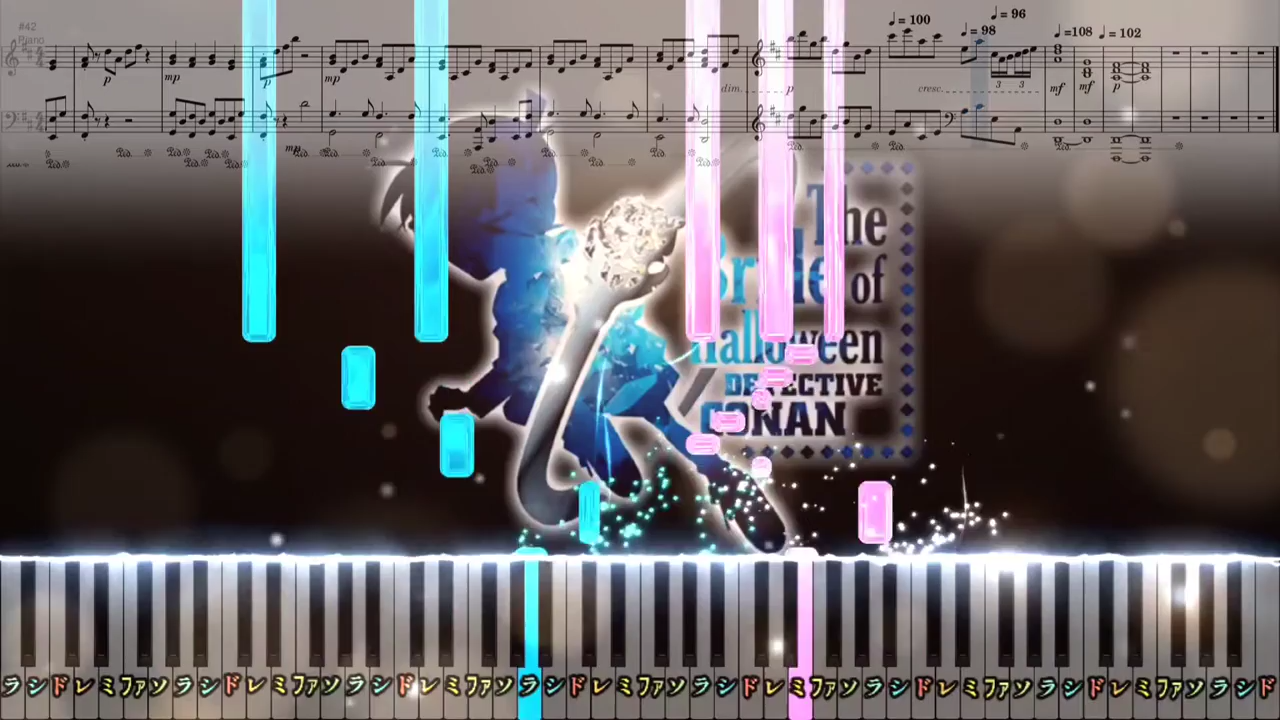 #42
Piano
♩ = 100
♩ = 98
♩ = 96
♩ =108
♩ = 102
p
mp
p
mp
dim.
p
cresc.
3
3
mf
mf
p
mp
The
Bride of
Halloween
DETECTIVE
CONAN
ラシドレミファソラシドレミファソラシドレミファソラシドレミファソラシドレミファソラシドレミファソラシドレミファソラシド